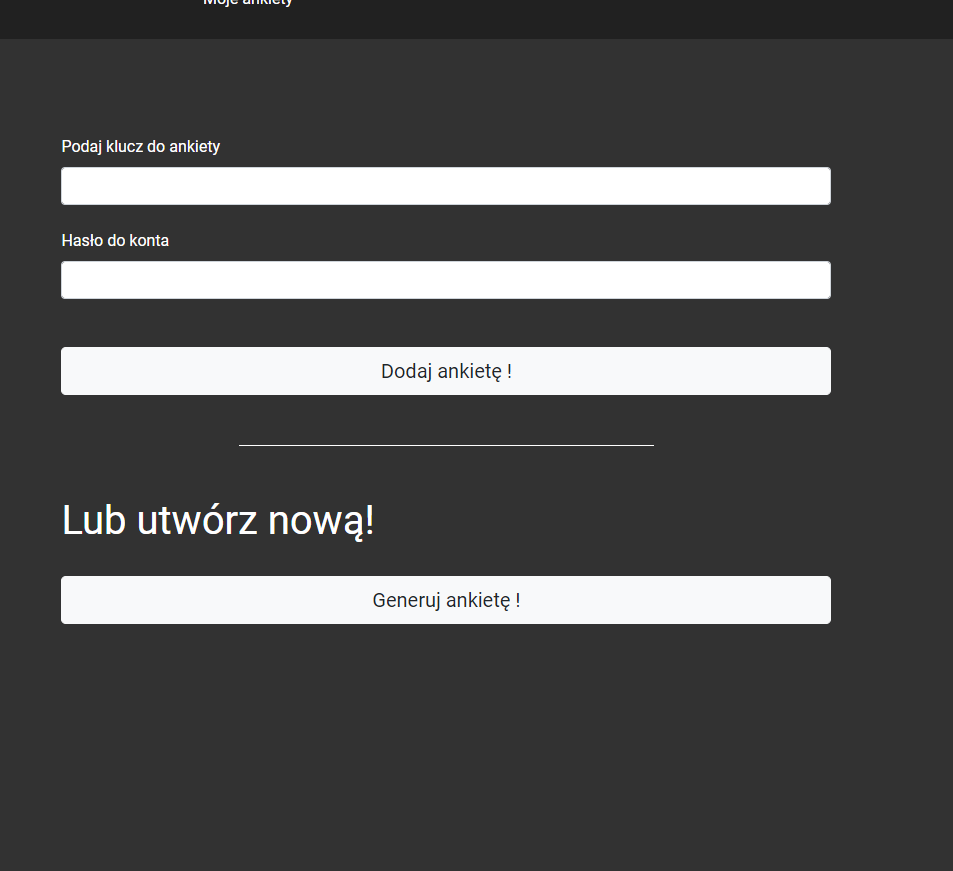 Moje ankiety
Podaj klucz do ankiety
Hasło do konta
Dodaj ankietę !
Lub utwórz nową!
Generuj ankietę !